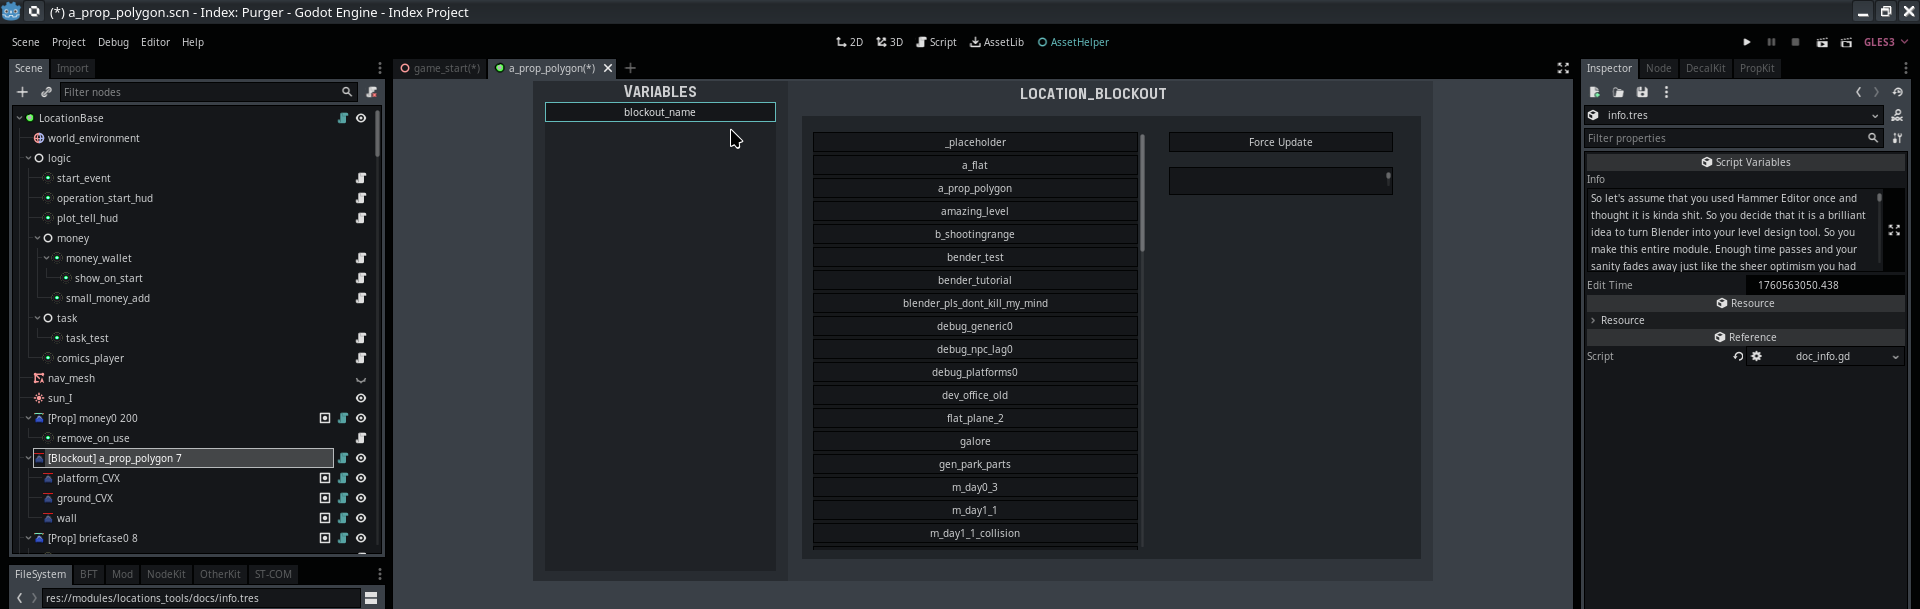 (*) a_prop_polygon.scn - Index: Purger - Godot Engine - Index Project
Scene Project Debug Editor Help
2D 3D Script AssetLib AssetHelper
GLES3
Scene Import
Filter nodes
LocationBase
world_environment
logic
start_event
operation_start_hud
plot_tell_hud
money
money_wallet
show_on_start
small_money_add
task
task_test
comics_player
nav_mesh
sun_I
[Prop] money0 200
remove_on_use
[Blockout] a_prop_polygon 7
platform_CVX
ground_CVX
wall
[Prop] briefcase0 8
FileSystem BFT Mod NodeKit OtherKit ST-COM
res://modules/locations_tools/docs/info.tres
game_start(*) a_prop_polygon(*)
VARIABLES
blockout_name
LOCATION_BLOCKOUT
_placeholder
a_flat
a_prop_polygon
amazing_level
b_shootingrange
bender_test
bender_tutorial
blender_pls_dont_kill_my_mind
debug_generic0
debug_npc_lag0
debug_platforms0
dev_office_old
flat_plane_2
galore
gen_park_parts
m_day0_3
m_day1_1
m_day1_1_collision
Force Update
Inspector Node DecalKit PropKit
info.tres
Filter properties
Script Variables
Info
So let's assume that you used Hammer Editor once and
thought it is kinda shit. So you decide that it is a brilliant
idea to turn Blender into your level design tool. So you
make this entire module. Enough time passes and your
sanity fades away just like the sheer optimism you had
Edit Time 1760563050.438
Resource
Resource
Reference
Script doc_info.gd